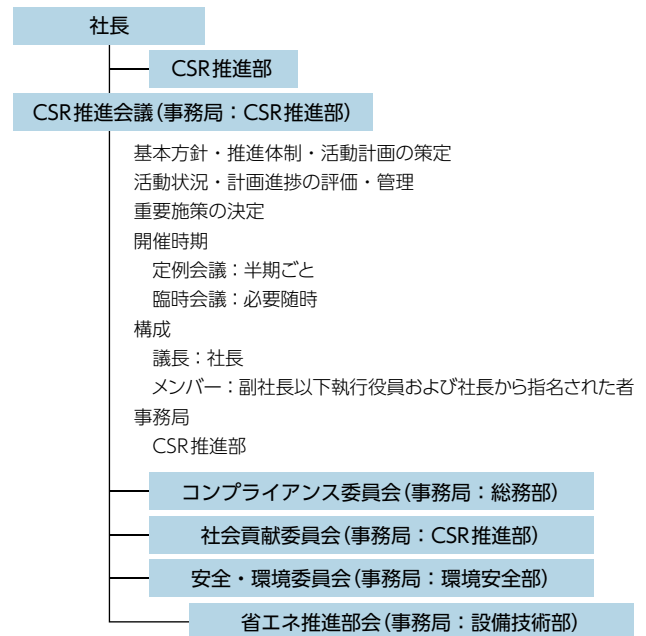 社長
CSR推進部
CSR推進会議(事務局：CSR推進部)
基本方針・推進体制・活動計画の策定
活動状況・計画進捗の評価・管理
重要施策の決定
開催時期
定例会議：半期ごと
臨時会議：必要随時
構成
議長：社長
メンバー：副社長以下執行役員および社長から指名された者
事務局
CSR推進部
コンプライアンス委員会(事務局：総務部)
社会貢献委員会(事務局：CSR推進部)
安全・環境委員会(事務局：環境安全部)
省エネ推進部会(事務局：設備技術部)